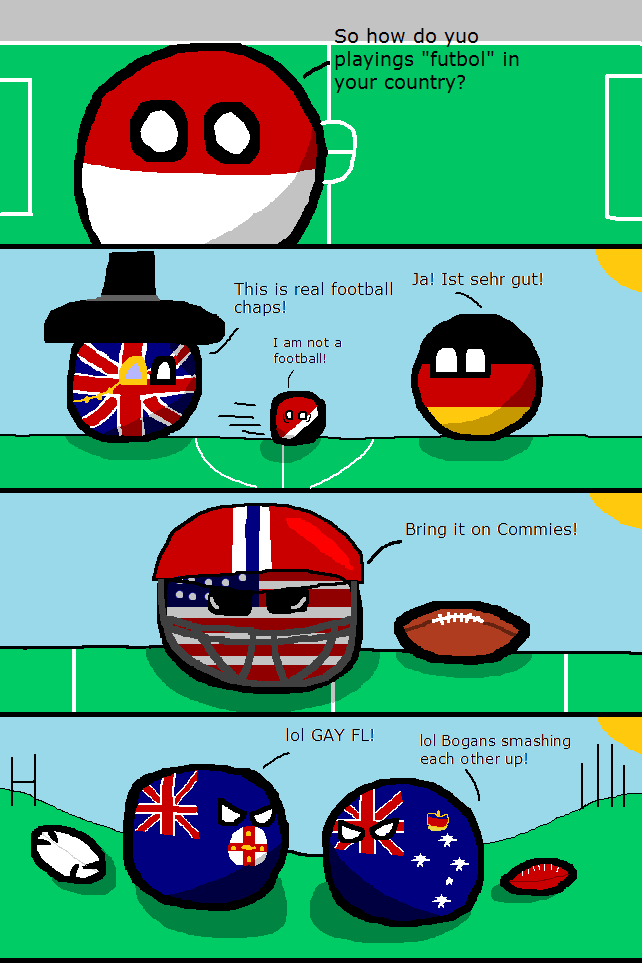 So how do yuo
playings "futbol" in
your country?
This is real football
chaps!
I am not a
football!
Ja! Ist sehr gut!
Bring it on Commies!
lol GAY FL!
lol Bogans smashing
each other up!